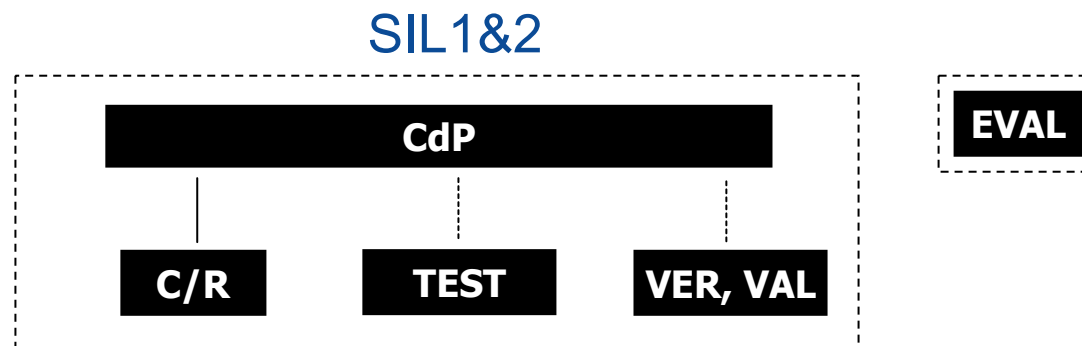 SIL1&2
CdP
EVAL
C/R
TEST
VER, VAL